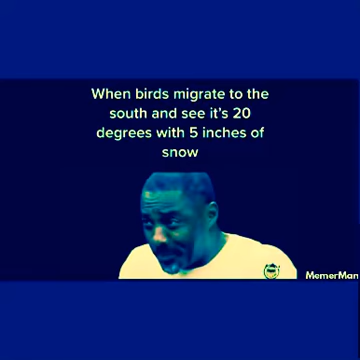 When birds migrate to the
south and see it's 20
degrees with 5 inches of
snow
MemerMan